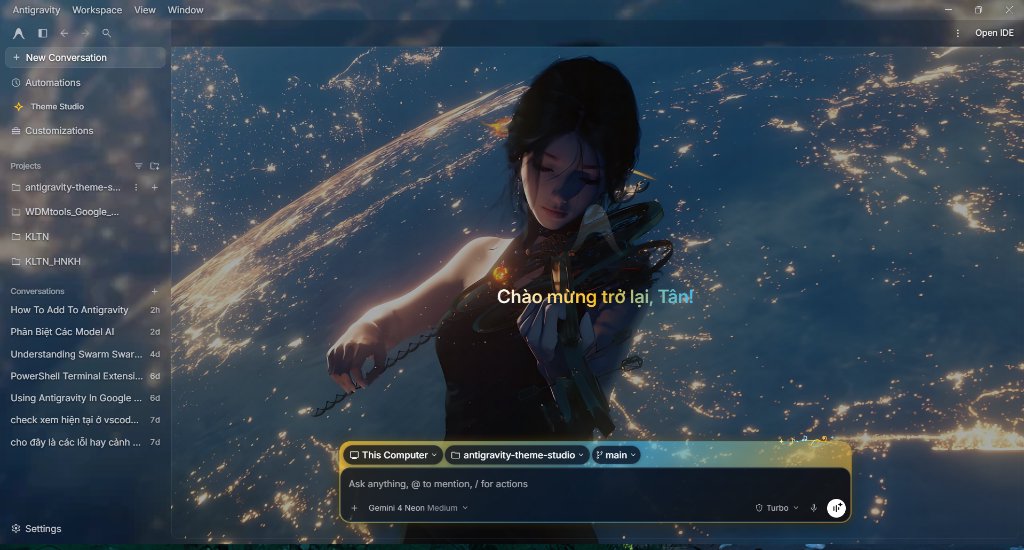 Antigravity Workspace View Window
Open IDE
New Conversation
Automations
Theme Studio
Customizations
Projects
antigravity-theme-s...
WDMtools_Google_...
KLTN
KLTN_HNKH
Conversations
How To Add To Antigravity 2h
Phân Biệt Các Model AI 2d
Understanding Swarm Swar... 4d
PowerShell Terminal Extensi... 6d
Using Antigravity In Google ... 6d
check xem hiện tại ở vscod... 7d
cho đây là các lỗi hay cảnh ... 7d
Settings
Chào mừng trở lại, Tân!
This Computer antigravity-theme-studio main
Ask anything, @ to mention, / for actions
Gemini 4 Neon Medium Turbo